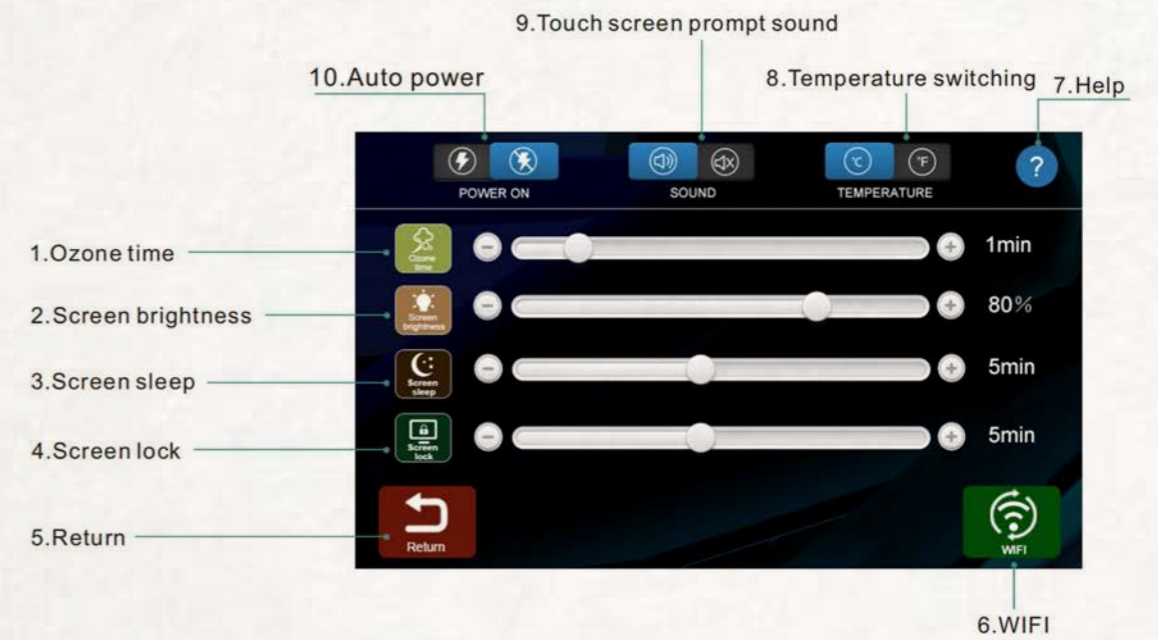 9.Touch screen prompt sound
10.Auto power
8.Temperature switching
7.Help
℃
℉
?
POWER ON
SOUND
TEMPERATURE
1.Ozone time
O₃
Ozone
time
1min
2.Screen brightness
Screen
brightness
80%
3.Screen sleep
Screen
sleep
5min
4.Screen lock
Screen
lock
5min
5.Return
Return
WIFI
6.WIFI